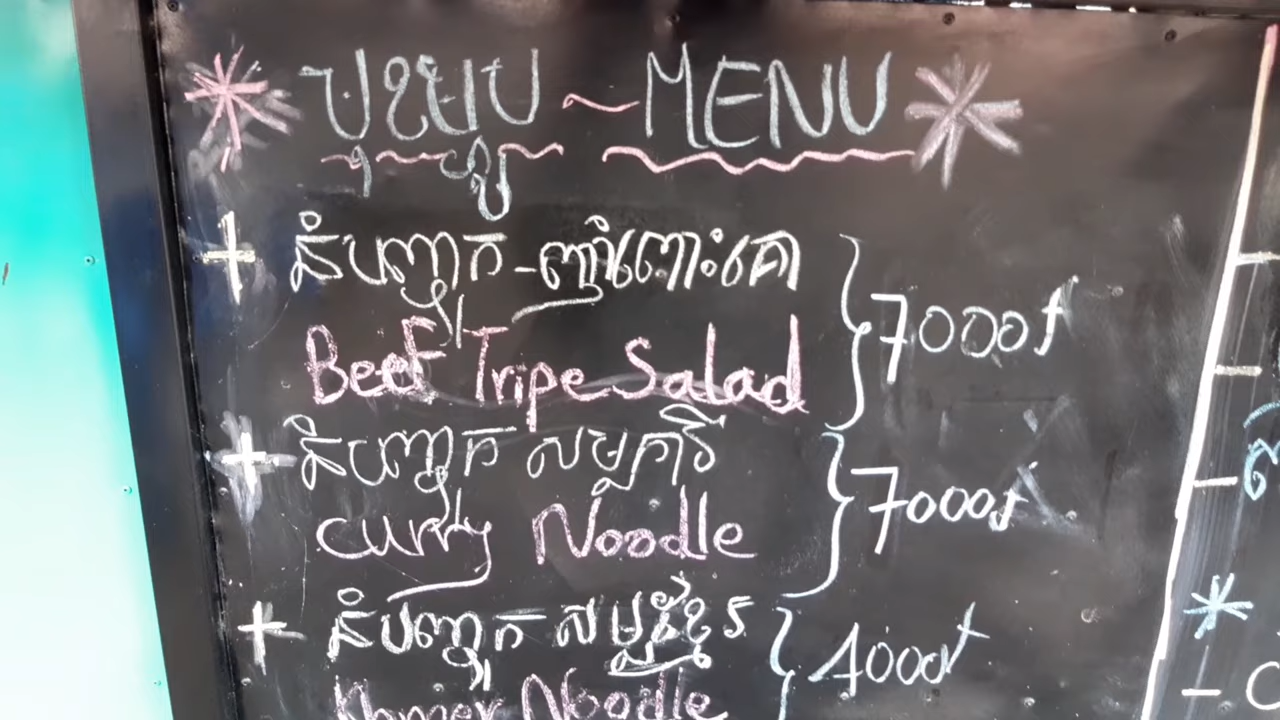 មុខម្ហូប ~ MENU
+ នំបញ្ចុក - ញាំពោះគោ
Beef Tripe Salad } 7000៛
+ នំបញ្ចុក សម្លការី
Curry Noodle } 7000៛
+ នំបញ្ចុក សម្លខ្មែរ
Khmer Noodle } 4000៛